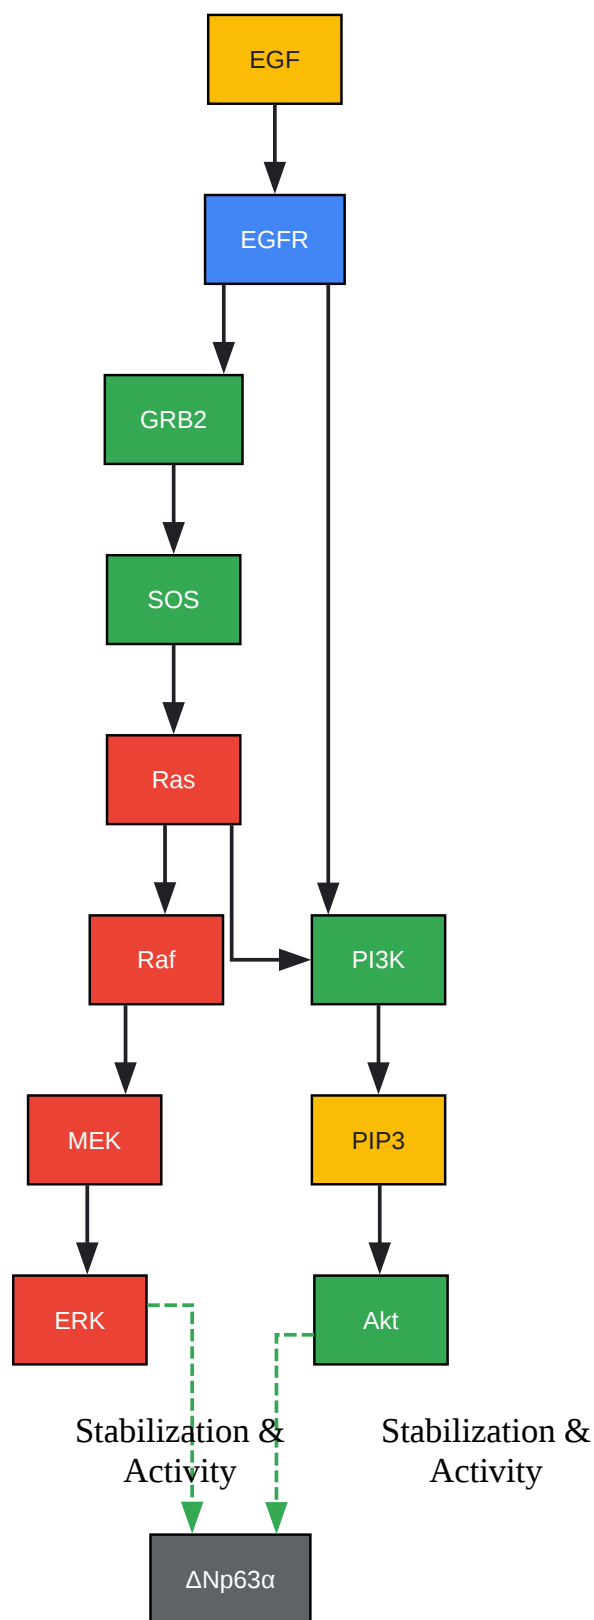 EGF
EGFR
GRB2
SOS
Ras
Raf
PI3K
MEK
PIP3
ERK
Akt
Stabilization &
Activity
Stabilization &
Activity
ΔNp63α